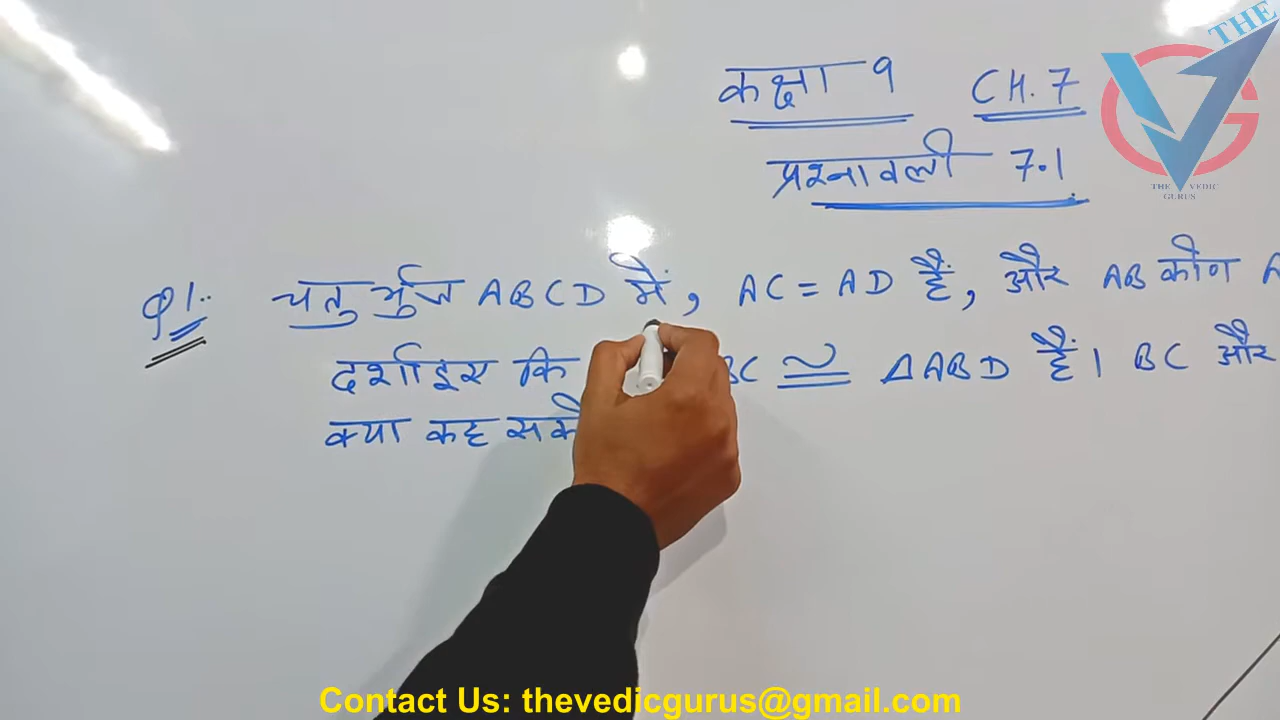 कक्षा 9 CH.7
प्रश्नावली 7.1
Q1. चतुर्भुज ABCD में, AC = AD है, और AB कोण A
दर्शाइए कि BC ≅ ΔABD है। BC और
क्या कह सकते
THE
THE VEDIC
GURUS
Contact Us: thevedicgurus@gmail.com